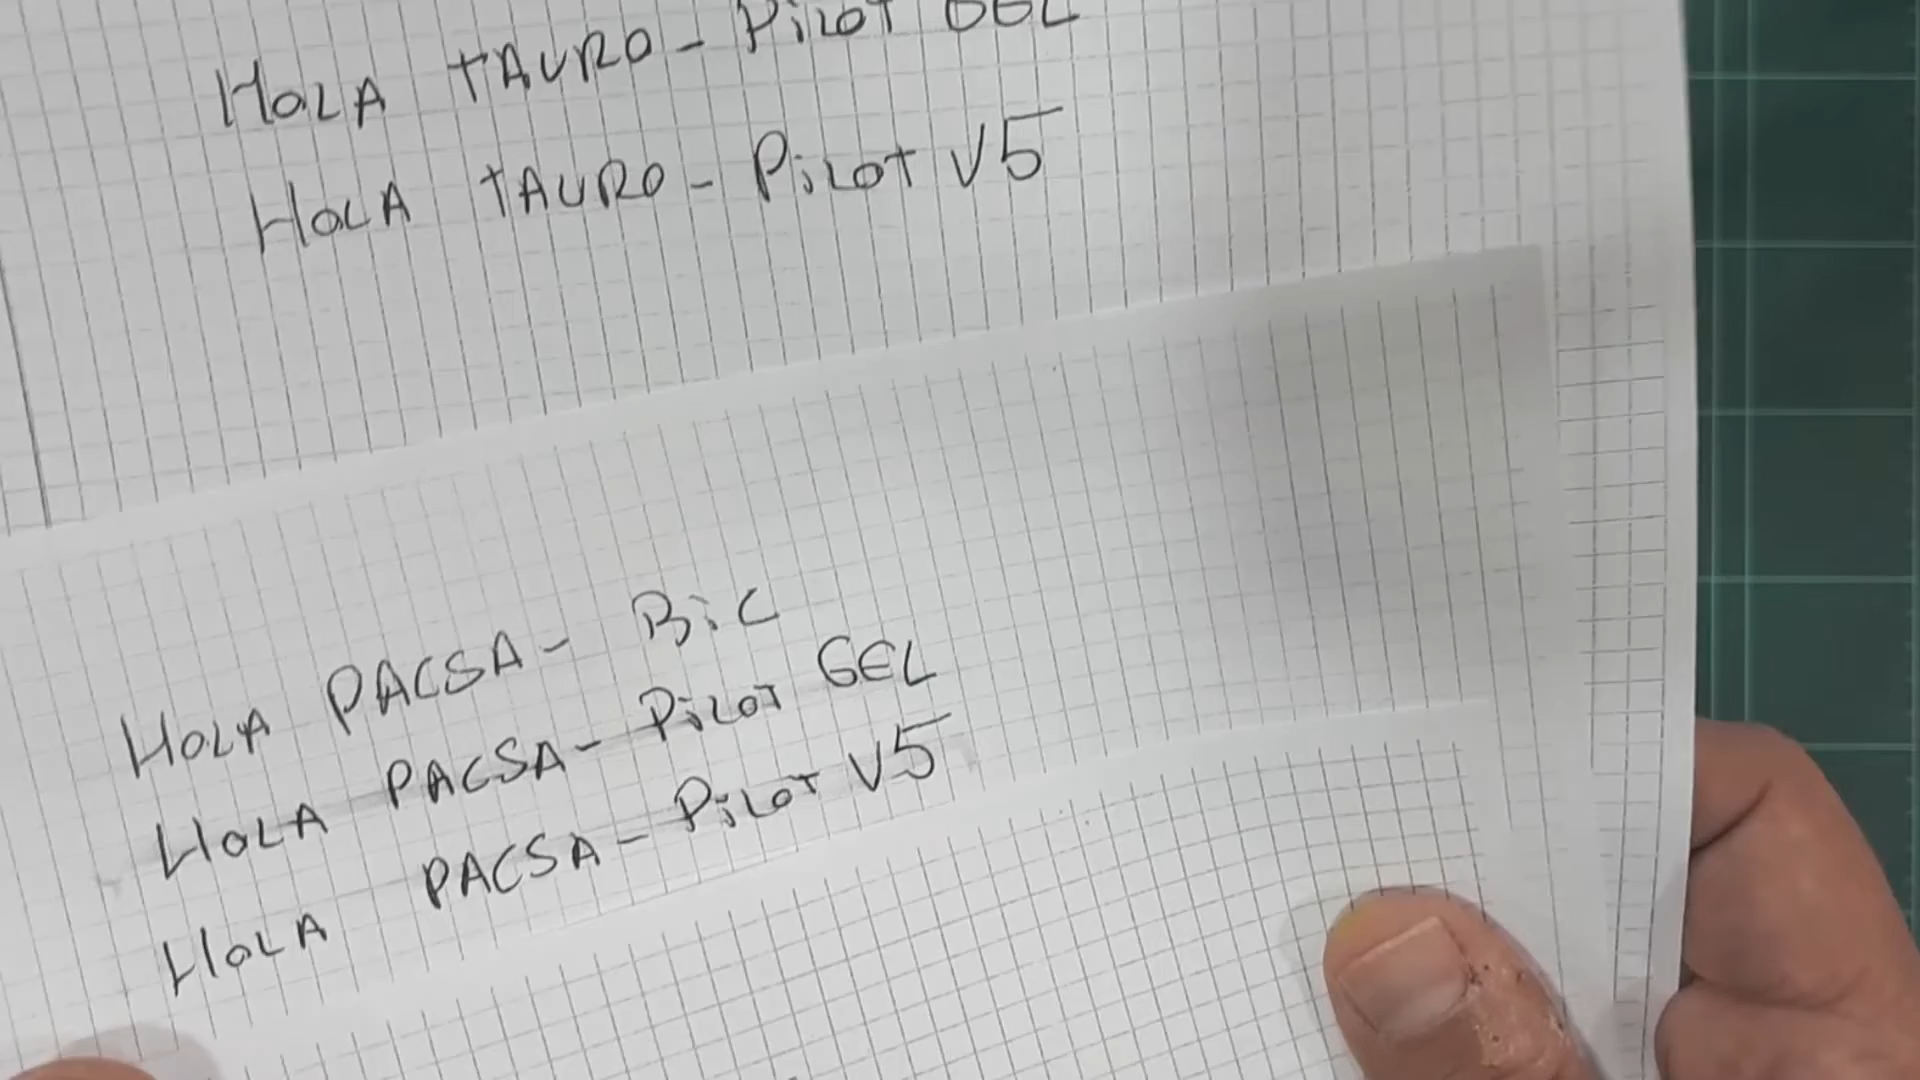 HOLA TAURO - PiLOT GEL
HOLA TAURO - PiLOT V5
HOLA PACSA - BiC
HOLA PACSA - PiLOT GEL
HOLA PACSA - PiLOT V5